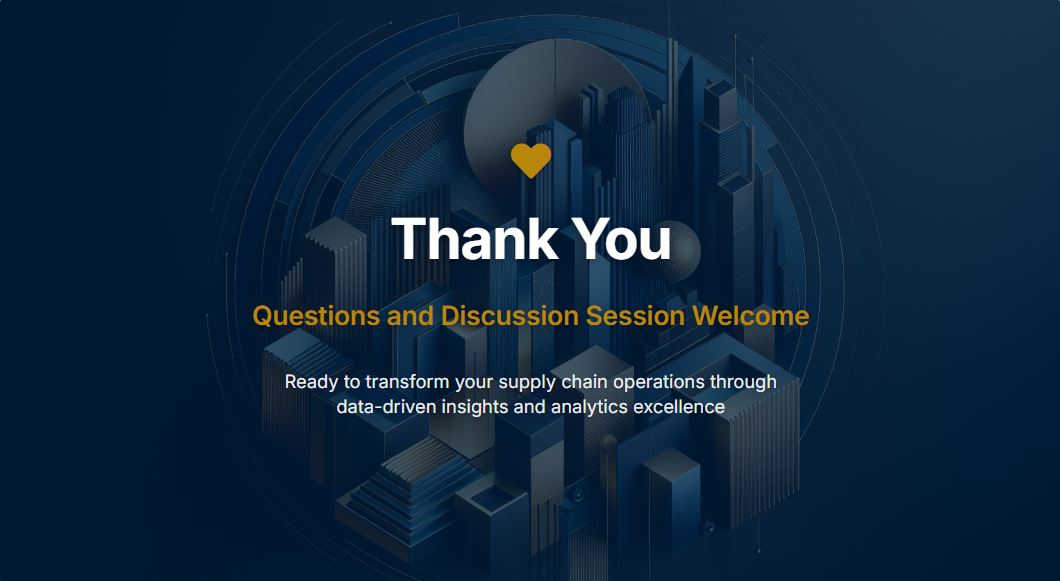 Thank You
Questions and Discussion Session Welcome
Ready to transform your supply chain operations through
data-driven insights and analytics excellence